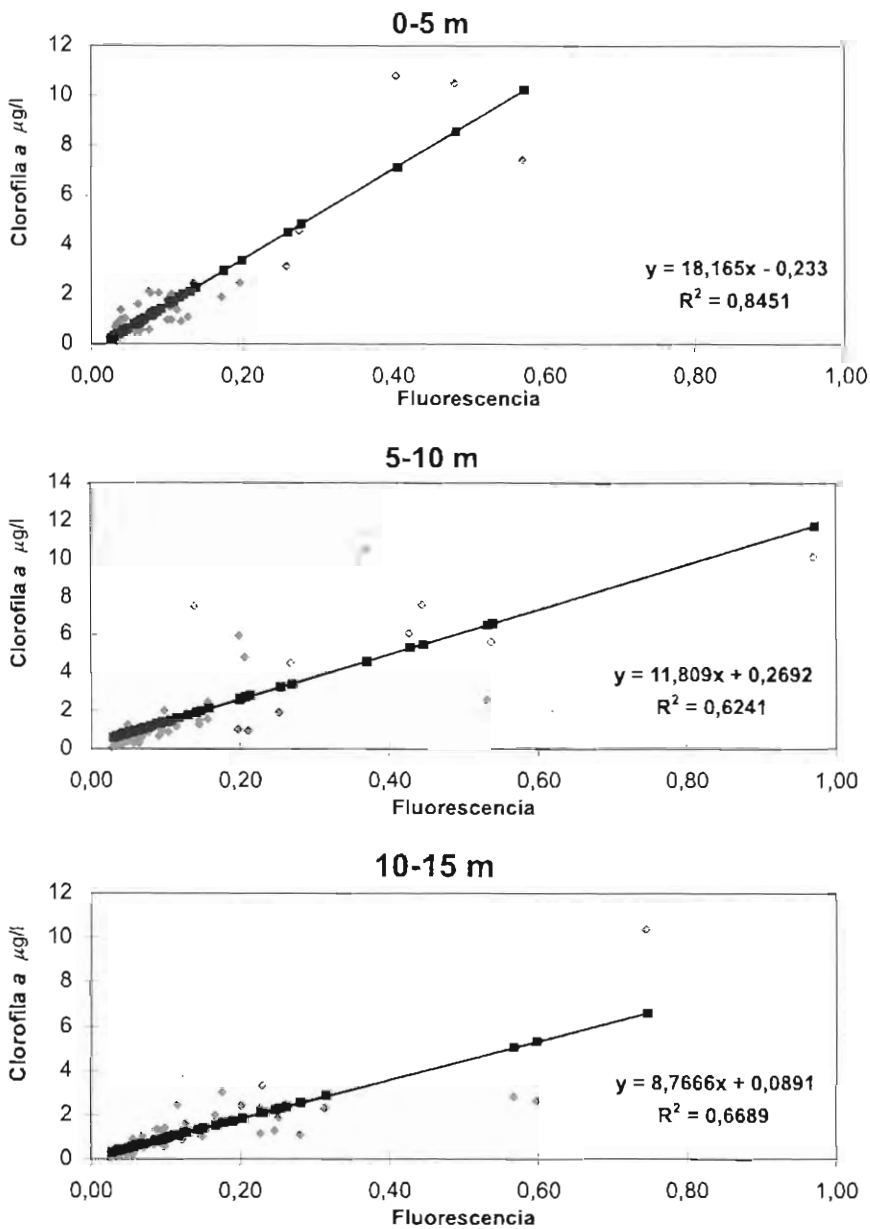 0-5 m
12
10
8
6
4
2
0
Clorofila a µg/l
y = 18,165x - 0,233
R² = 0,8451
0,00 0,20 0,40 0,60 0,80 1,00
Fluorescencia
5-10 m
14
12
10
8
6
4
2
0
Clorofila a µg/l
y = 11,809x + 0,2692
R² = 0,6241
0,00 0,20 0,40 0,60 0,80 1,00
Fluorescencia
10-15 m
12
10
8
6
4
2
0
Clorofila a µg/l
y = 8,7666x + 0,0891
R² = 0,6689
0,00 0,20 0,40 0,60 0,80 1,00
Fluorescencia